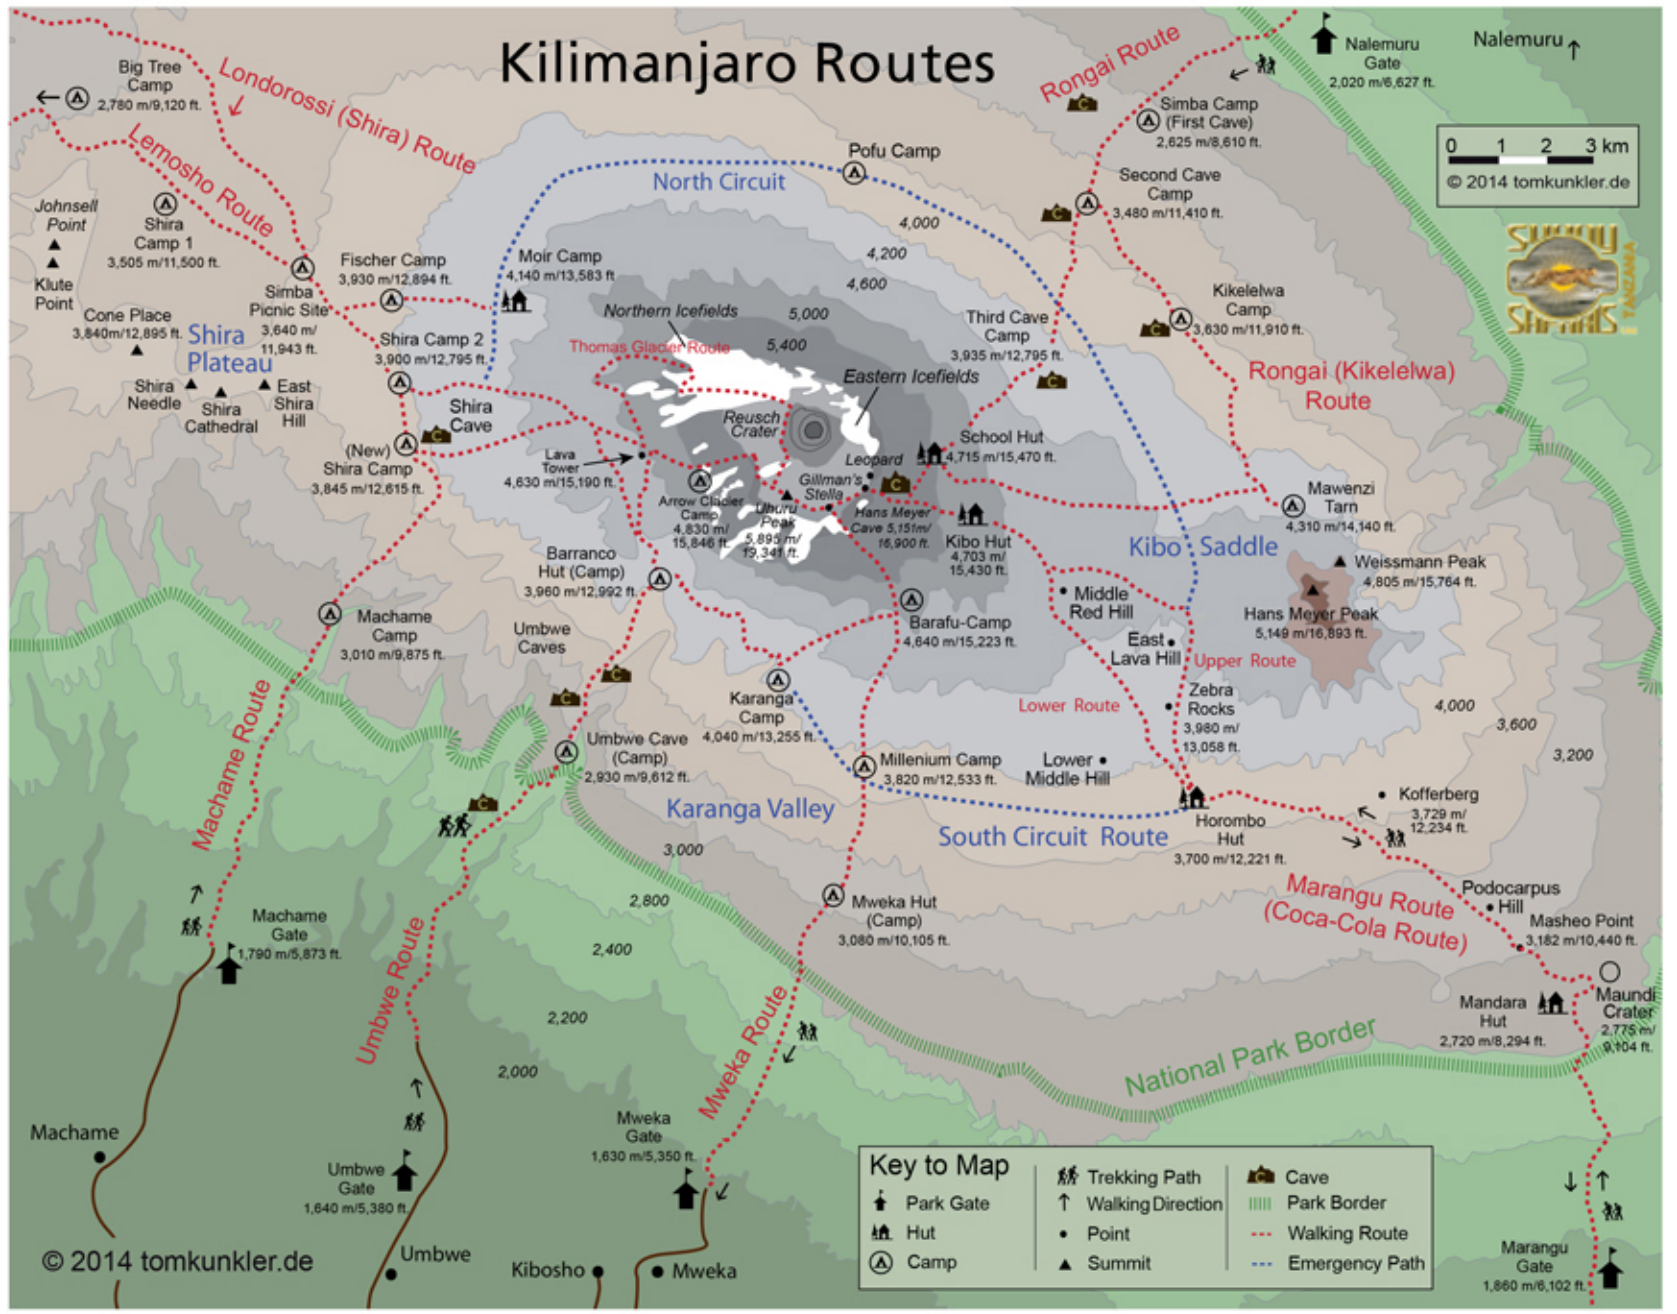 Kilimanjaro Routes
Big Tree
Camp
2,780 m/9,120 ft.
Londorossi (Shira) Route
Lemosho Route
Johnsell
Point
Klute
Point
Shira
Camp 1
3,505 m/11,500 ft.
Cone Place
3,840m/12,895 ft.
Shira
Plateau
Shira
Needle
Shira
Cathedral
East
Shira
Hill
Simba
Picnic Site
3,640 m/
11,943 ft.
Fischer Camp
3,930 m/12,894 ft.
Shira Camp 2
3,900 m/12,795 ft.
Shira
Cave
(New)
Shira Camp
3,845 m/12,615 ft.
Moir Camp
4,140 m/13,583 ft
North Circuit
Pofu Camp
4,000
4,200
4,600
5,000
5,400
Northern Icefields
Thomas Glacier Route
Eastern Icefields
Reusch
Crater
Lava
Tower
4,630 m/15,190 ft.
Arrow Glacier
Camp
4,830 m/
15,846 ft.
Uhuru
Peak
5,895 m/
19,341 ft.
Leopard
Gillman's
Stella
Hans Meyer
Cave 5,151m/
16,900 ft.
School Hut
4,715 m/15,470 ft.
Kibo Hut
4,703 m/
15,430 ft.
Third Cave
Camp
3,935 m/12,795 ft.
Rongai Route
Simba Camp
(First Cave)
2,625 m/8,610 ft.
Second Cave
Camp
3,480 m/11,410 ft.
Kikelelwa
Camp
3,630 m/11,910 ft.
Rongai (Kikelelwa)
Route
Nalemuru
Gate
2,020 m/6,627 ft.
Nalemuru
0 1 2 3 km
© 2014 tomkunkler.de
SUNNY
SAFARIS
TANZANIA
Mawenzi
Tarn
4,310 m/14,140 ft.
Kibo Saddle
Weissmann Peak
4,805 m/15,764 ft.
Hans Meyer Peak
5,149 m/16,893 ft.
Middle
Red Hill
East
Lava Hill
Upper Route
Lower Route
Zebra
Rocks
3,980 m/
13,058 ft.
Lower
Middle Hill
4,000
3,600
3,200
Barranco
Hut (Camp)
3,960 m/12,992 ft.
Barafu-Camp
4,640 m/15,223 ft.
Machame
Camp
3,010 m/9,875 ft.
Umbwe
Caves
Karanga
Camp
4,040 m/13,255 ft.
Umbwe Cave
(Camp)
2,930 m/9,612 ft.
Millenium Camp
3,820 m/12,533 ft.
Karanga Valley
South Circuit Route
Horombo
Hut
3,700 m/12,221 ft.
Kofferberg
3,729 m/
12,234 ft.
Marangu Route
(Coca-Cola Route)
Podocarpus
Hill
Masheo Point
3,182 m/10,440 ft.
Mandara
Hut
2,720 m/8,294 ft.
Maundi
Crater
2,775 m/
9,104 ft.
Machame Route
Umbwe Route
Mweka Route
Mweka Hut
(Camp)
3,080 m/10,105 ft.
3,000
2,800
2,400
2,200
2,000
National Park Border
Machame
Gate
1,790 m/5,873 ft.
Machame
Umbwe
Gate
1,640 m/5,380 ft.
Umbwe
Mweka
Gate
1,630 m/5,350 ft.
Kibosho
Mweka
© 2014 tomkunkler.de
Key to Map
Park Gate
Hut
Camp
Trekking Path
Walking Direction
Point
Summit
Cave
Park Border
Walking Route
Emergency Path
Marangu
Gate
1,860 m/6,102 ft.